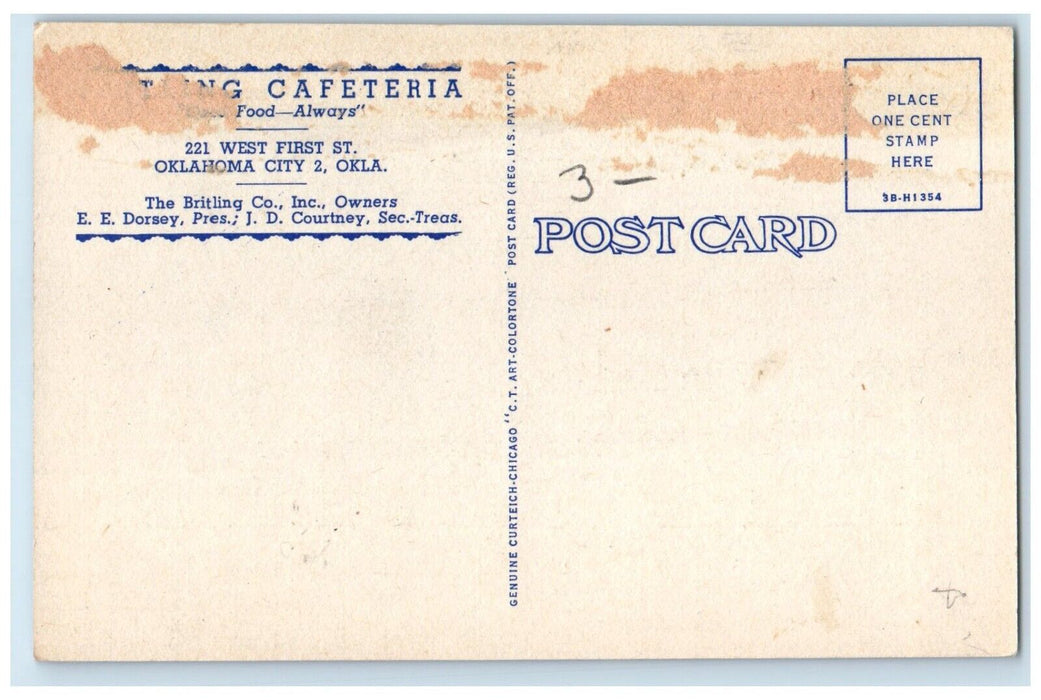 CAFETERIA
Food—Always"
221 WEST FIRST ST.
OKLAHOMA CITY 2, OKLA.
The Britling Co., Inc., Owners
E. E. Dorsey, Pres.; J. D. Courtney, Sec.-Treas.
GENUINE CURTEICH-CHICAGO "C.T. ART-COLORTONE" POST CARD (REG. U.S. PAT. OFF.)
3 —
POST CARD
PLACE
ONE CENT
STAMP
HERE
3B-H1354